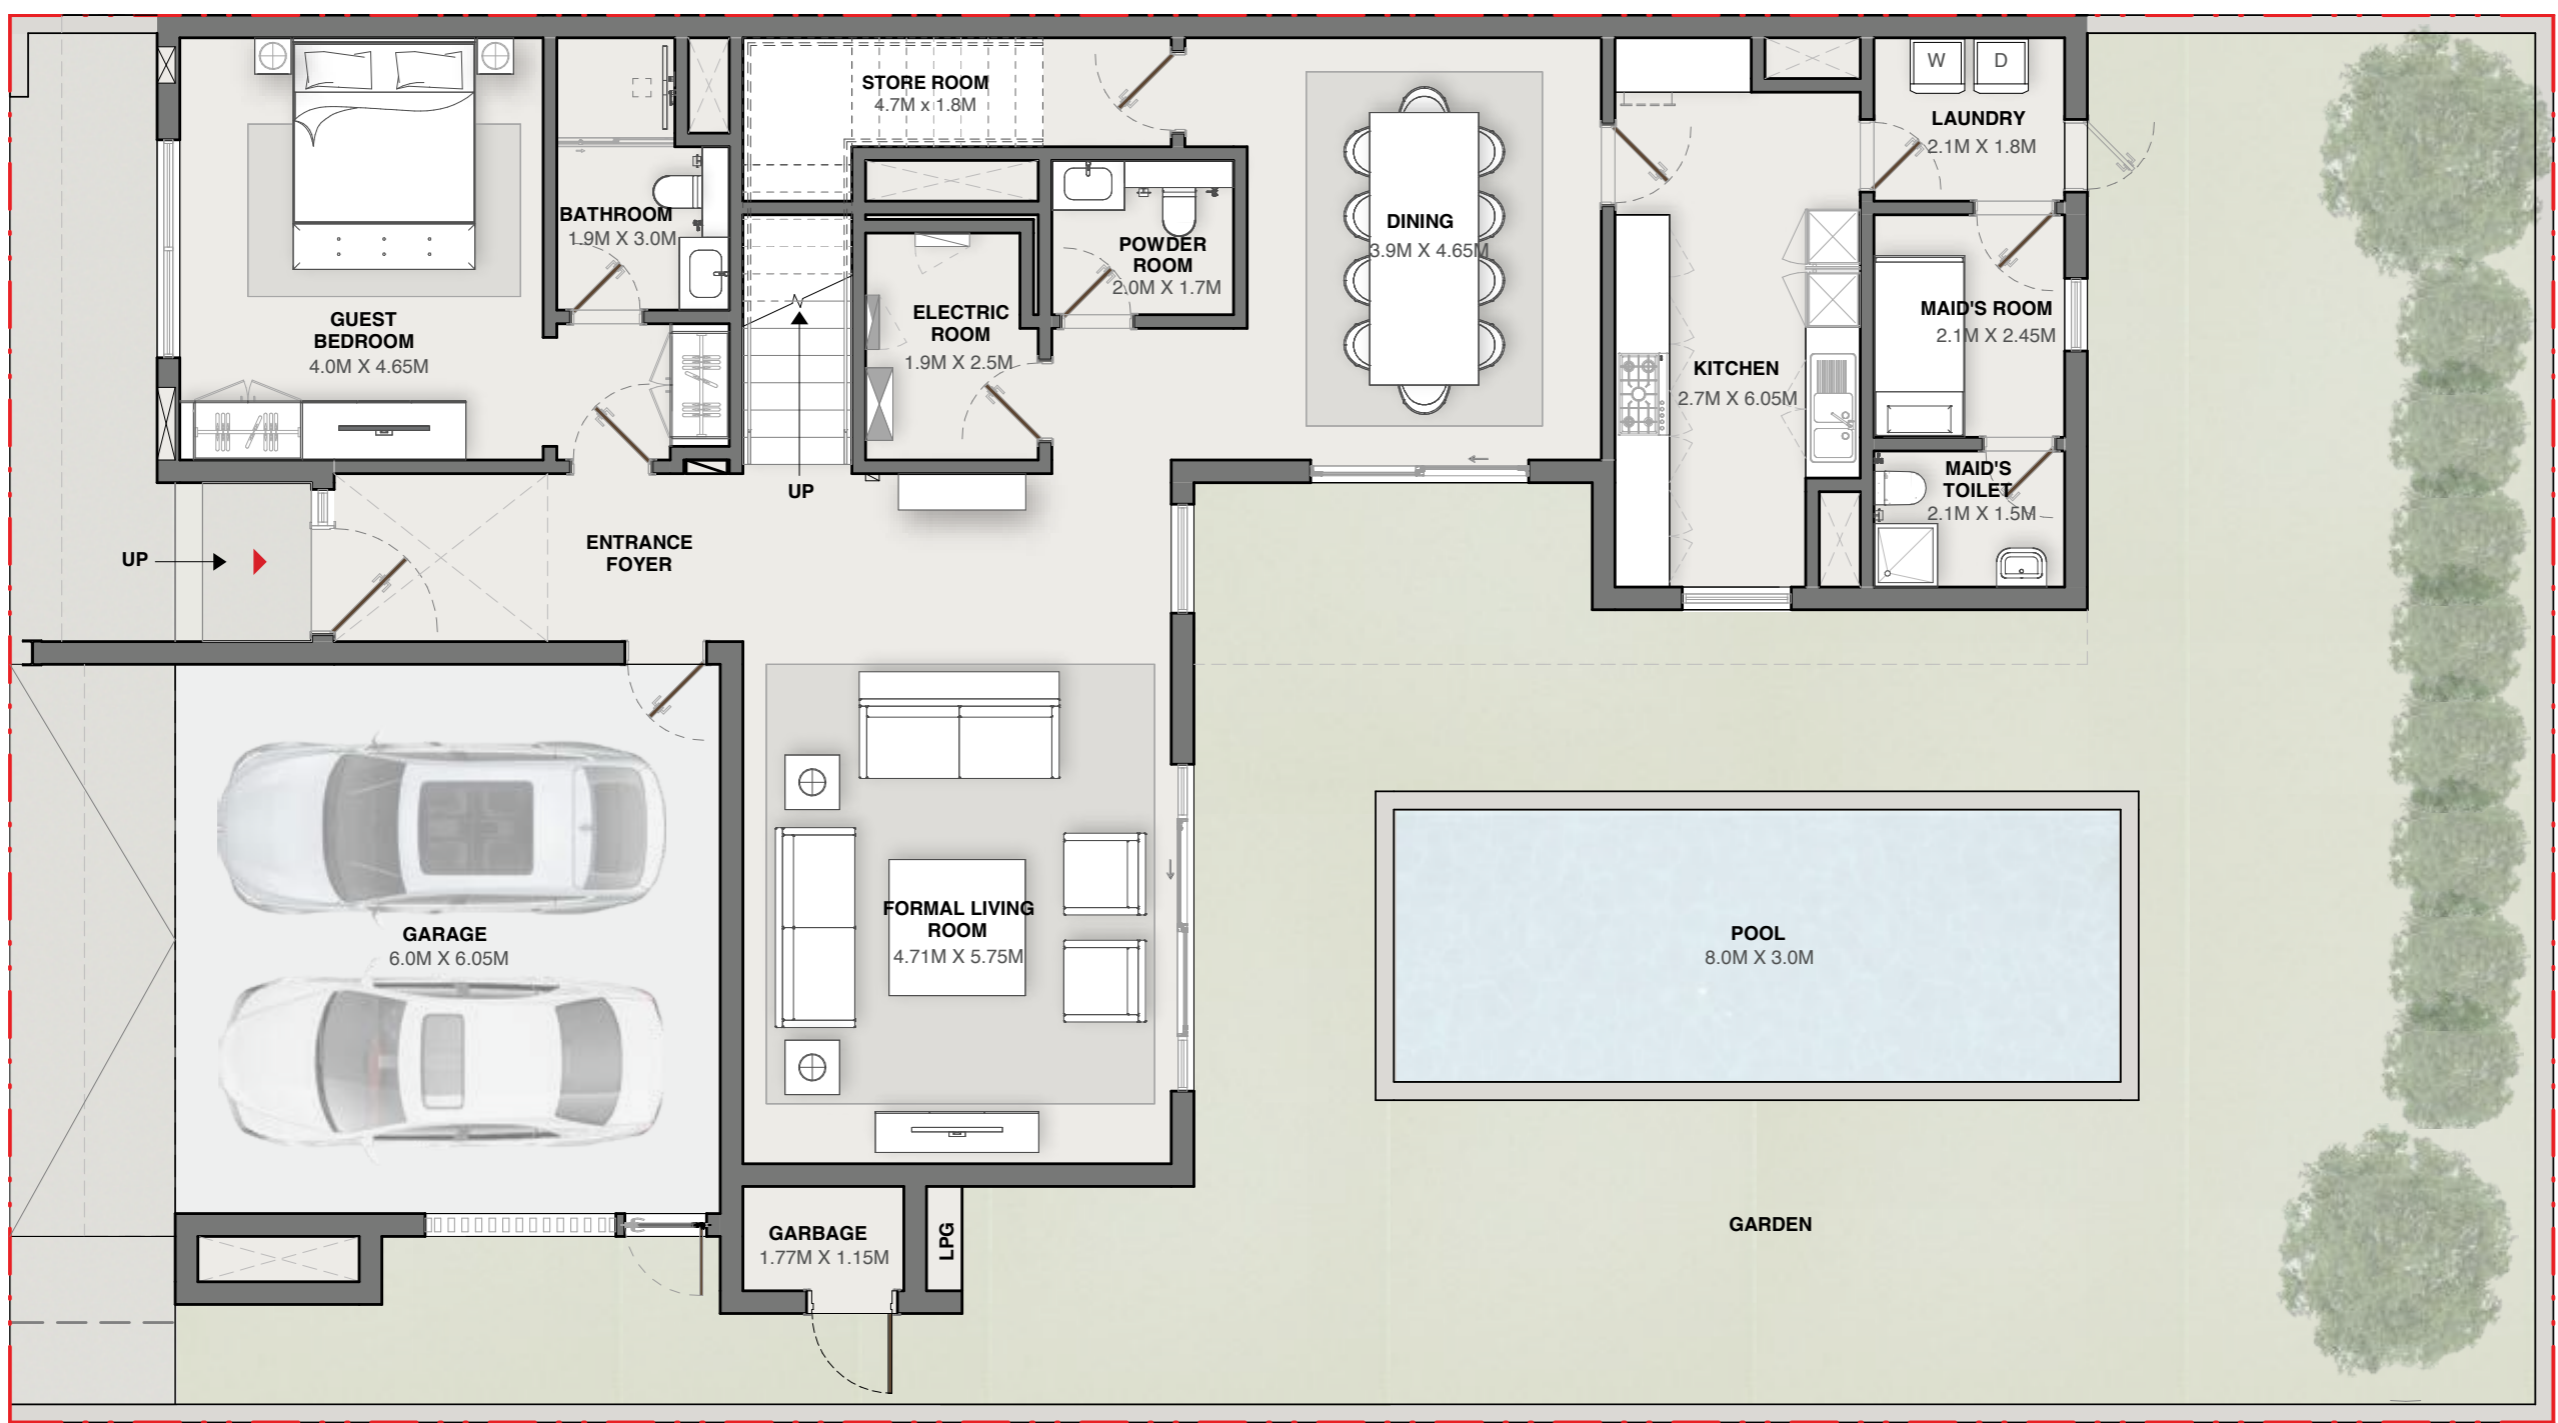 STORE ROOM
4.7M x 1.8M
W
D
LAUNDRY
2.1M X 1.8M
BATHROOM
1.9M X 3.0M
DINING
3.9M X 4.65M
POWDER
ROOM
2.0M X 1.7M
GUEST
BEDROOM
4.0M X 4.65M
ELECTRIC
ROOM
1.9M X 2.5M
MAID'S ROOM
2.1M X 2.45M
KITCHEN
2.7M X 6.05M
MAID'S
TOILET
2.1M X 1.5M
UP
ENTRANCE
FOYER
UP
FORMAL LIVING
ROOM
4.71M X 5.75M
GARAGE
6.0M X 6.05M
POOL
8.0M X 3.0M
GARBAGE
1.77M X 1.15M
LPG
GARDEN